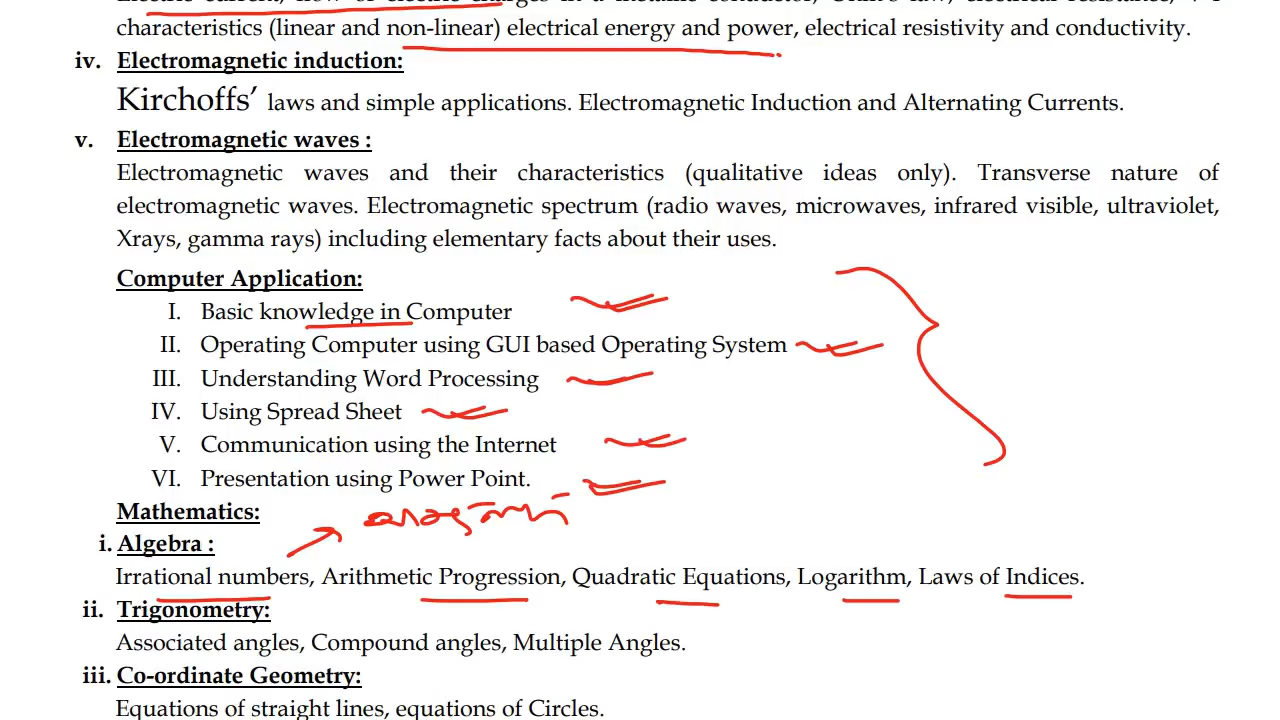 characteristics (linear and non-linear) electrical energy and power, electrical resistivity and conductivity.
iv. Electromagnetic induction:
Kirchoffs’ laws and simple applications. Electromagnetic Induction and Alternating Currents.
v. Electromagnetic waves :
Electromagnetic waves and their characteristics (qualitative ideas only). Transverse nature of
electromagnetic waves. Electromagnetic spectrum (radio waves, microwaves, infrared visible, ultraviolet,
Xrays, gamma rays) including elementary facts about their uses.
Computer Application:
I. Basic knowledge in Computer
II. Operating Computer using GUI based Operating System
III. Understanding Word Processing
IV. Using Spread Sheet
V. Communication using the Internet
VI. Presentation using Power Point.
Mathematics:
i. Algebra :
Irrational numbers, Arithmetic Progression, Quadratic Equations, Logarithm, Laws of Indices.
ii. Trigonometry:
Associated angles, Compound angles, Multiple Angles.
iii. Co-ordinate Geometry:
Equations of straight lines, equations of Circles.